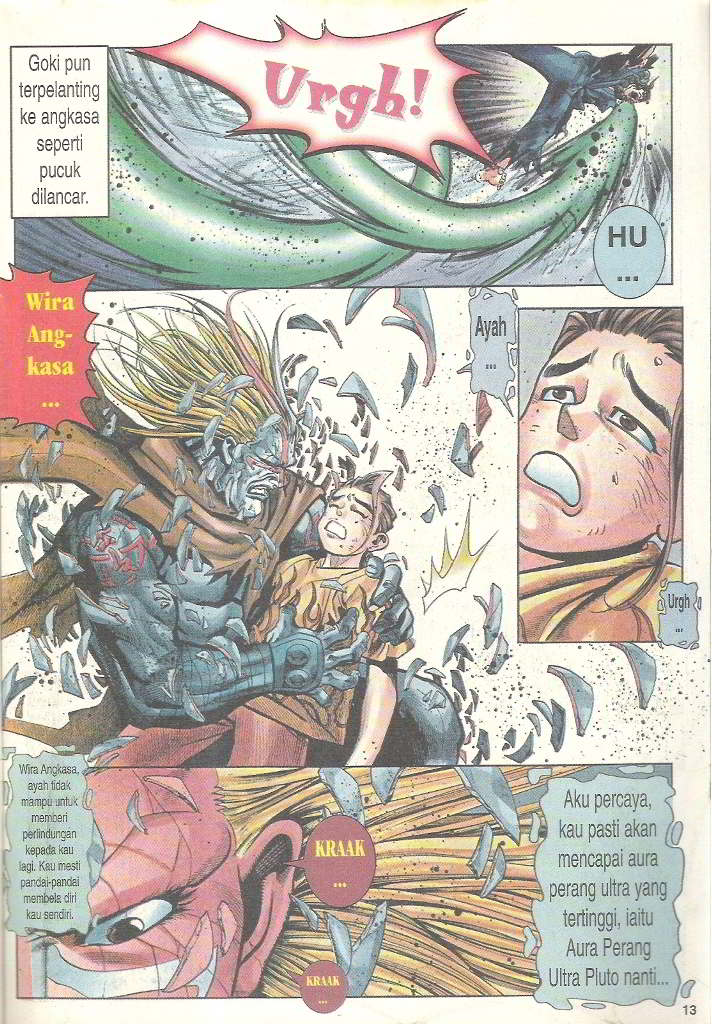 Goki pun
terpelanting
ke angkasa
seperti
pucuk
dilancar.
Urgh!
HU
...
Wira
Ang-
kasa
...
Ayah
...
Urgh
...
Wira Angkasa,
ayah tidak
mampu untuk
memberi
perlindungan
kepada kau
lagi. Kau mesti
pandai-pandai
membela diri
kau sendiri.
KRAAK
...
KRAAK
...
Aku percaya,
kau pasti akan
mencapai aura
perang ultra yang
tertinggi, iaitu
Aura Perang
Ultra Pluto nanti...
13